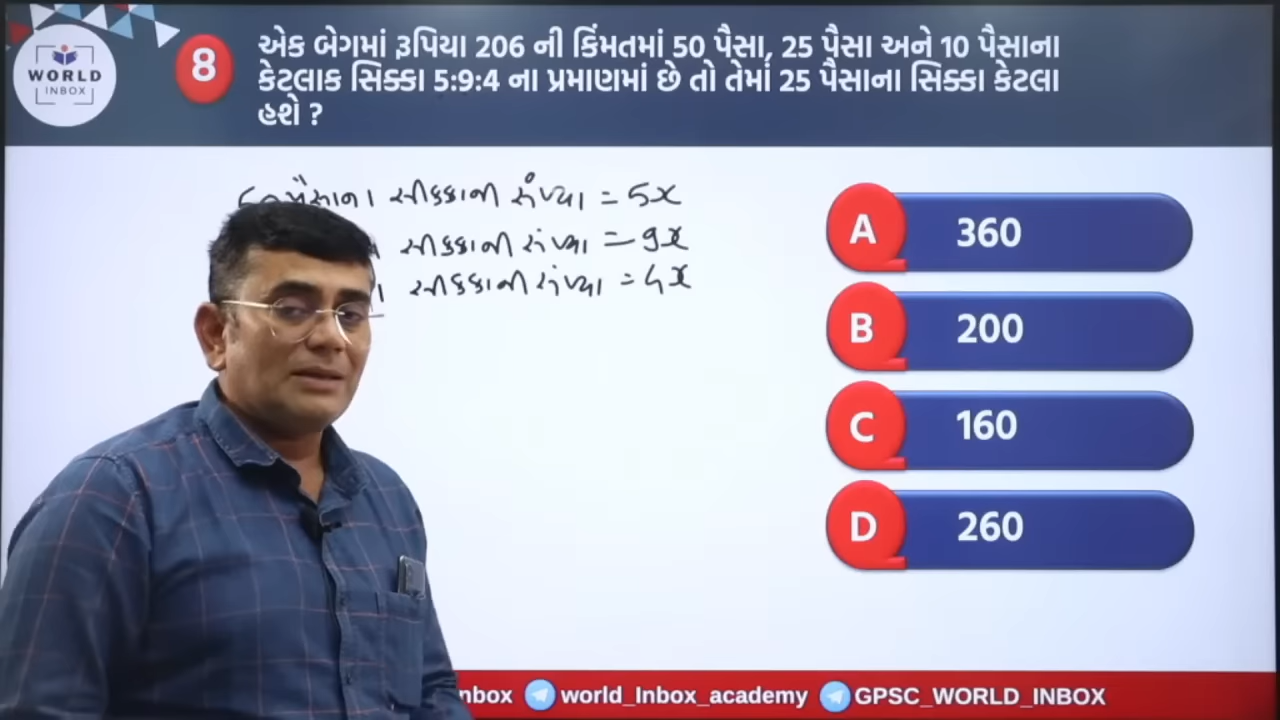 WORLD
INBOX
8
એક બેગમાં રૂપિયા 206 ની કિંમતમાં 50 પૈસા, 25 પૈસા અને 10 પૈસાના
કેટલાક સિક્કા 5:9:4 ના પ્રમાણમાં છે તો તેમાં 25 પૈસાના સિક્કા કેટલા
હશે ?
પૈસાના સીક્કાની સંખ્યા = 5x
સીક્કાની સંખ્યા = 9x
સીક્કાની સંખ્યા = 4x
A 360
B 200
C 160
D 260
nbox world_Inbox_academy GPSC_WORLD_INBOX